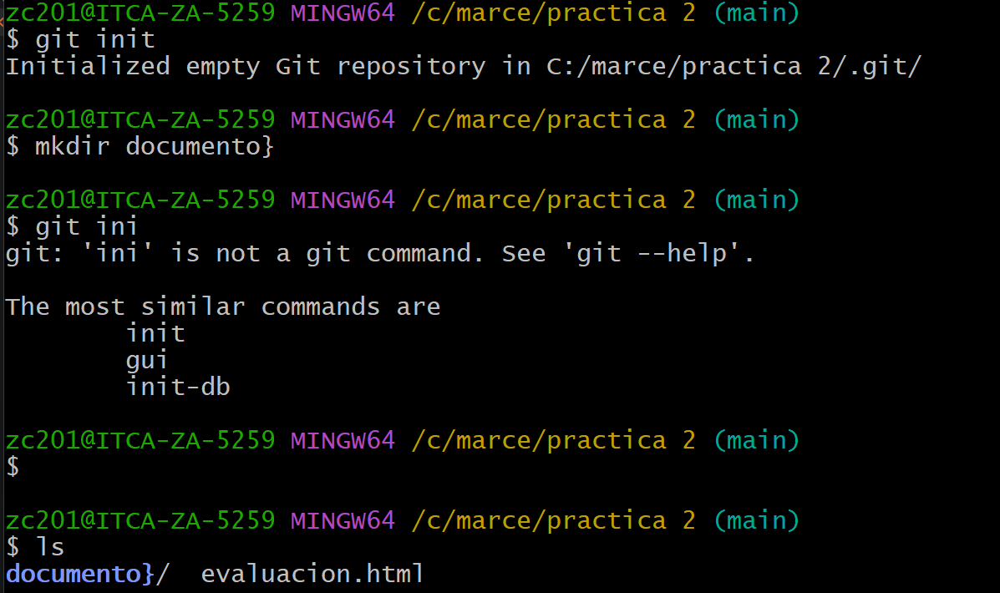 zc201@ITCA-ZA-5259 MINGW64 /c/marce/practica 2 (main)
$ git init
Initialized empty Git repository in C:/marce/practica 2/.git/
zc201@ITCA-ZA-5259 MINGW64 /c/marce/practica 2 (main)
$ mkdir documento}
zc201@ITCA-ZA-5259 MINGW64 /c/marce/practica 2 (main)
$ git ini
git: 'ini' is not a git command. See 'git --help'.
The most similar commands are
init
gui
init-db
zc201@ITCA-ZA-5259 MINGW64 /c/marce/practica 2 (main)
$
zc201@ITCA-ZA-5259 MINGW64 /c/marce/practica 2 (main)
$ ls
documento}/  evaluacion.html